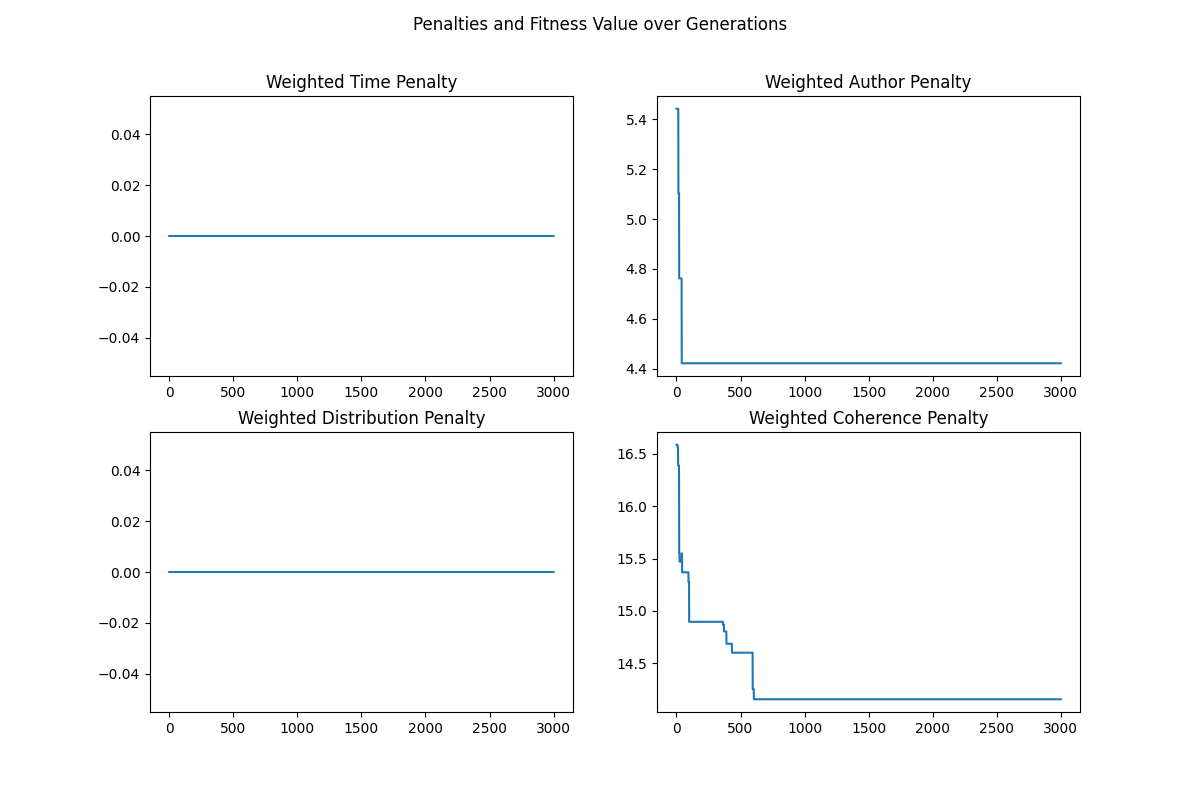 Penalties and Fitness Value over Generations
Weighted Time Penalty
0.04
0.02
0.00
−0.02
−0.04
0 500 1000 1500 2000 2500 3000
Weighted Author Penalty
5.4
5.2
5.0
4.8
4.6
4.4
0 500 1000 1500 2000 2500 3000
Weighted Distribution Penalty
0.04
0.02
0.00
−0.02
−0.04
0 500 1000 1500 2000 2500 3000
Weighted Coherence Penalty
16.5
16.0
15.5
15.0
14.5
0 500 1000 1500 2000 2500 3000